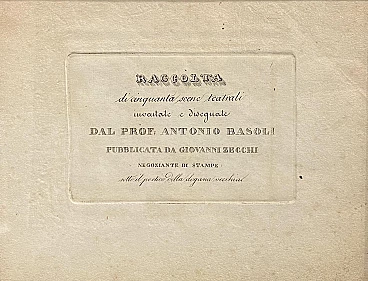 RACCOLTA
di cinquanta scene teatrali
inventate e disegnate
DAL PROF. ANTONIO BASOLI
PUBBLICATA DA GIOVANNI ZECCHI
NEGOZIANTE DI STAMPE
sotto il portico della dogana vecchia